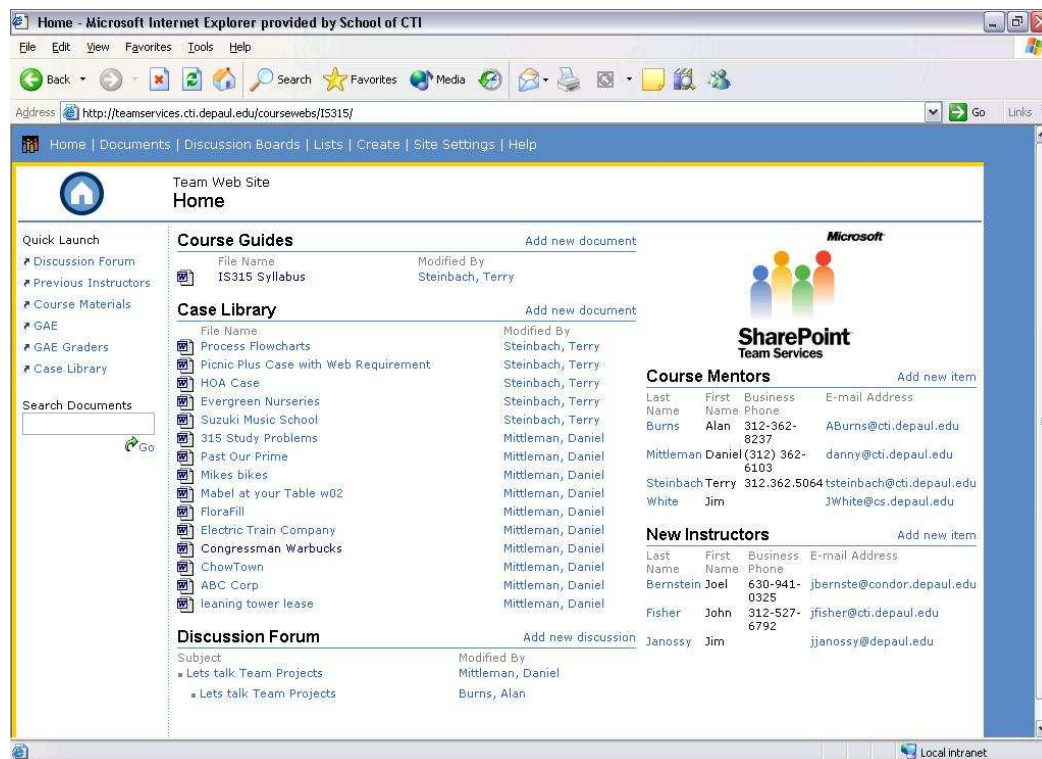 Home - Microsoft Internet Explorer provided by School of CTI
File Edit View Favorites Tools Help
Back Search Favorites Media
Address http://teamservices.cti.depaul.edu/coursewebs/IS315/ Go Links
Home | Documents | Discussion Boards | Lists | Create | Site Settings | Help
Team Web Site
Home
Quick Launch
Discussion Forum
Previous Instructors
Course Materials
GAE
GAE Graders
Case Library
Search Documents
Go
Course Guides Add new document
File Name Modified By
IS315 Syllabus Steinbach, Terry
Case Library Add new document
File Name Modified By
Process Flowcharts Steinbach, Terry
Picnic Plus Case with Web Requirement Steinbach, Terry
HOA Case Steinbach, Terry
Evergreen Nurseries Steinbach, Terry
Suzuki Music School Steinbach, Terry
315 Study Problems Mittleman, Daniel
Past Our Prime Mittleman, Daniel
Mikes bikes Mittleman, Daniel
Mabel at your Table w02 Mittleman, Daniel
FloraFill Mittleman, Daniel
Electric Train Company Mittleman, Daniel
Congressman Warbucks Mittleman, Daniel
ChowTown Mittleman, Daniel
ABC Corp Mittleman, Daniel
leaning tower lease Mittleman, Daniel
Discussion Forum Add new discussion
Subject Modified By
Lets talk Team Projects Mittleman, Daniel
Lets talk Team Projects Burns, Alan
Microsoft
SharePoint
Team Services
Course Mentors Add new item
Last First Business E-mail Address
Name Name Phone
Burns Alan 312-362- ABurns@cti.depaul.edu
8237
Mittleman Daniel (312) 362- danny@cti.depaul.edu
6103
Steinbach Terry 312.362.5064 tsteinbach@cti.depaul.edu
White Jim JWhite@cs.depaul.edu
New Instructors Add new item
Last First Business E-mail Address
Name Name Phone
Bernstein Joel 630-941- jbernste@condor.depaul.edu
0325
Fisher John 312-527- jfisher@cti.depaul.edu
6792
Janossy Jim jjanossy@depaul.edu
Local intranet